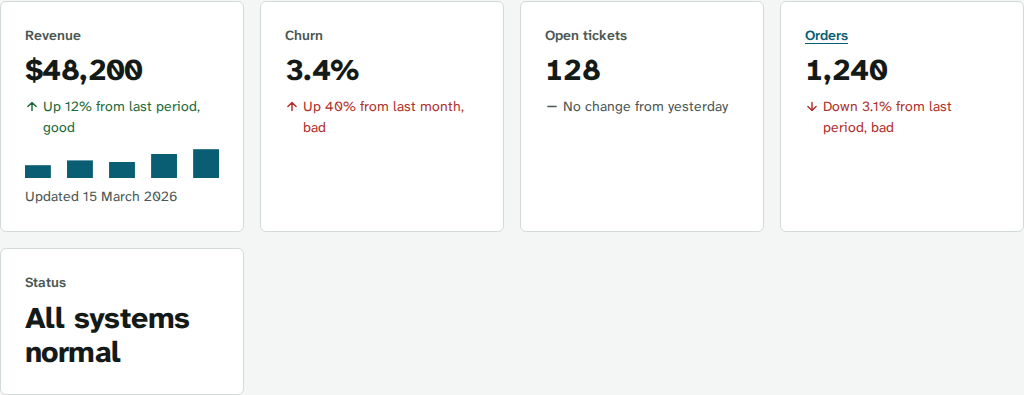 Revenue
$48,200
↑ Up 12% from last period,
good
Updated 15 March 2026
Churn
3.4%
↑ Up 40% from last month,
bad
Open tickets
128
— No change from yesterday
Orders
1,240
↓ Down 3.1% from last
period, bad
Status
All systems
normal